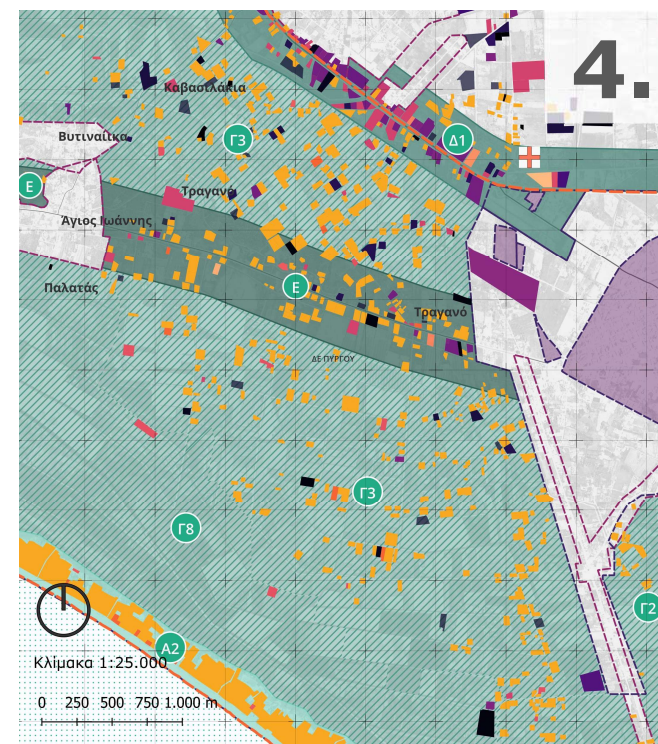 4.
Καβασιλάκια
Βυτιναίικα
Γ3
Δ1
Ε
Τραγανό
Άγιος Ιωάννης
Παλατάς
Ε
Τραγανό
ΔΕ ΠΥΡΓΟΥ
Γ3
Γ8
Γ2
Α2
Κλίμακα 1:25.000
0 250 500 750 1.000 m